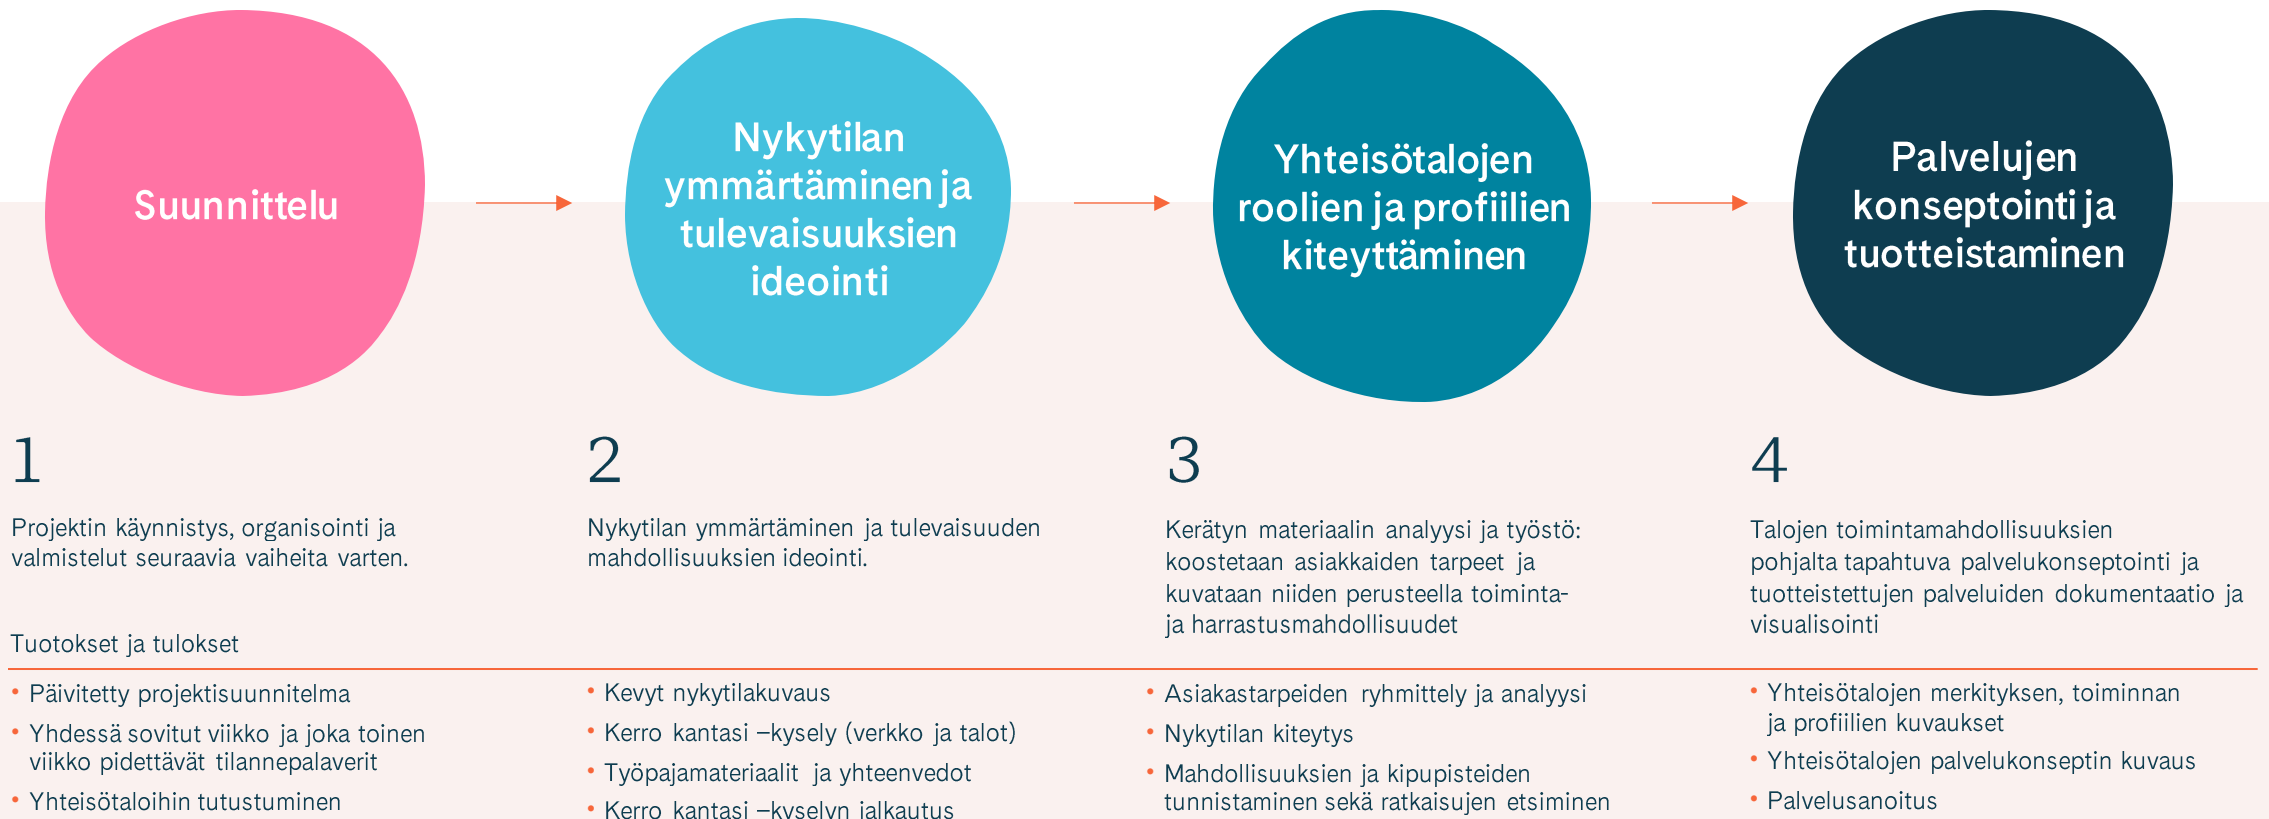 Suunnittelu
Nykytilan
ymmärtäminen ja
tulevaisuuksien
ideointi
Yhteisötalojen
roolien ja profiilien
kiteyttäminen
Palvelujen
konseptointi ja
tuotteistaminen
1
Projektin käynnistys, organisointi ja
valmistelut seuraavia vaiheita varten.
2
Nykytilan ymmärtäminen ja tulevaisuuden
mahdollisuuksien ideointi.
3
Kerätyn materiaalin analyysi ja työstö:
koostetaan asiakkaiden tarpeet ja
kuvataan niiden perusteella toiminta-
ja harrastusmahdollisuudet
4
Talojen toimintamahdollisuuksien
pohjalta tapahtuva palvelukonseptointi ja
tuotteistettujen palveluiden dokumentaatio ja
visualisointi
Tuotokset ja tulokset
• Päivitetty projektisuunnitelma
• Yhdessä sovitut viikko ja joka toinen
viikko pidettävät tilannepalaverit
• Yhteisötaloihin tutustuminen
• Kevyt nykytilakuvaus
• Kerro kantasi –kysely (verkko ja talot)
• Työpajamateriaalit ja yhteenvedot
• Kerro kantasi –kyselyn jalkautus
• Asiakastarpeiden ryhmittely ja analyysi
• Nykytilan kiteytys
• Mahdollisuuksien ja kipupisteiden
tunnistaminen sekä ratkaisujen etsiminen
• Yhteisötalojen merkityksen, toiminnan
ja profiilien kuvaukset
• Yhteisötalojen palvelukonseptin kuvaus
• Palvelusanoitus